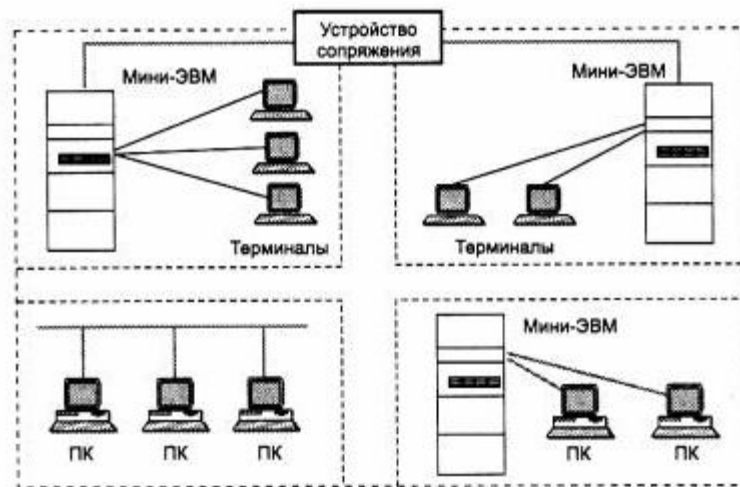 Устройство
сопряжения
Мини-ЭВМ
Мини-ЭВМ
Терминалы
Терминалы
Мини-ЭВМ
ПК
ПК
ПК
ПК
ПК